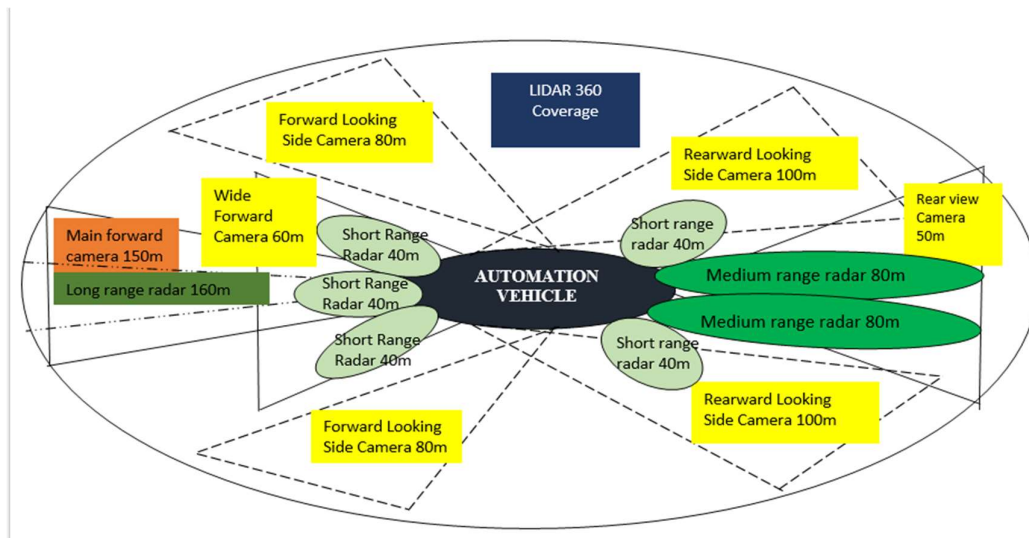 LIDAR 360
Coverage
Forward Looking
Side Camera 80m
Rearward Looking
Side Camera 100m
Wide
Forward
Camera 60m
Rear view
Camera
50m
Main forward
camera 150m
Long range radar 160m
Short Range
Radar 40m
Short Range
Radar 40m
Short Range
Radar 40m
AUTOMATION
VEHICLE
Short range
radar 40m
Medium range radar 80m
Medium range radar 80m
Short range
radar 40m
Forward Looking
Side Camera 80m
Rearward Looking
Side Camera 100m